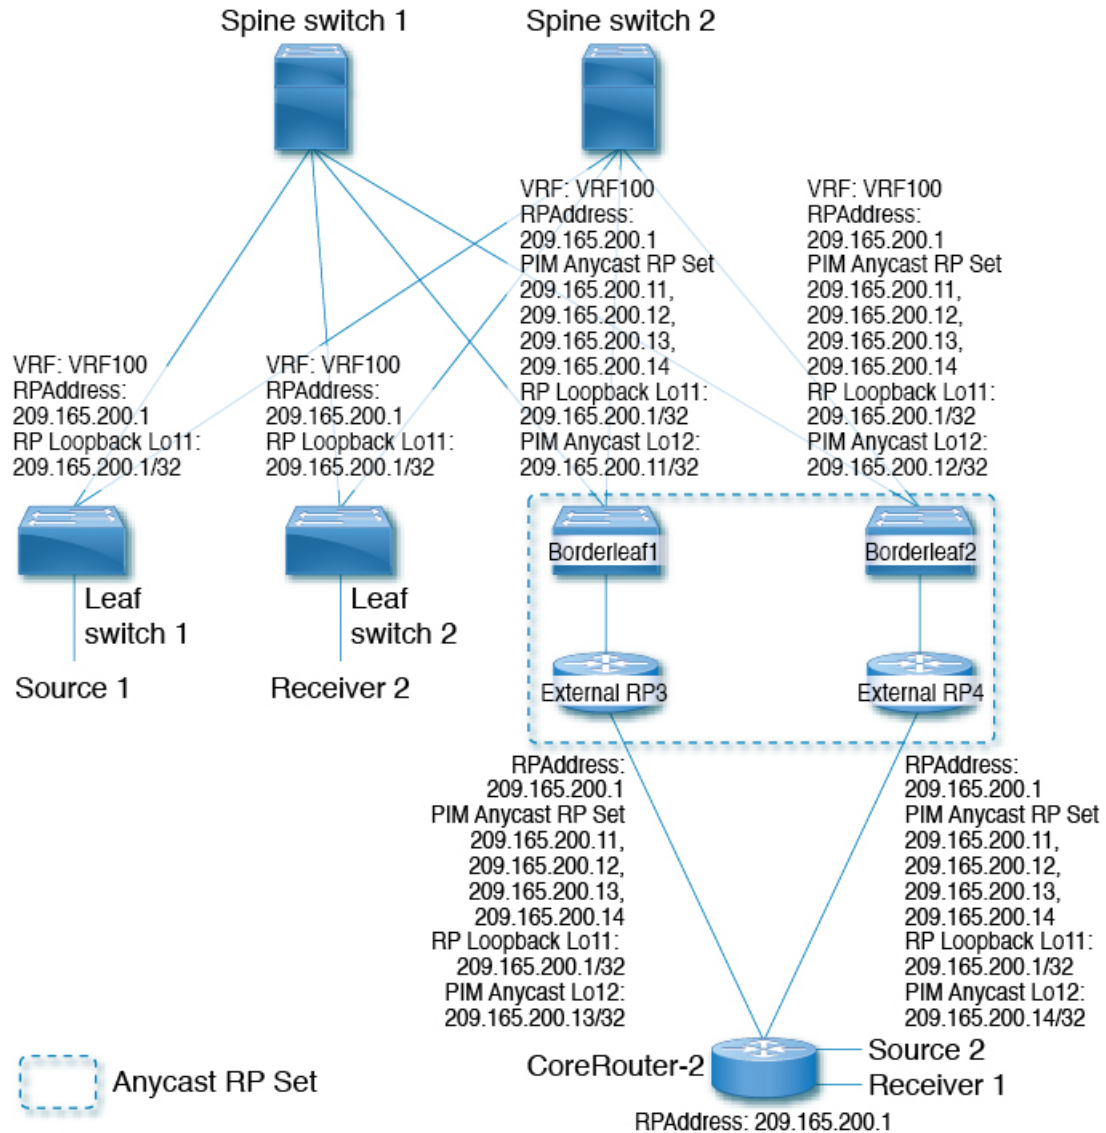 Spine switch 1
Spine switch 2
VRF: VRF100
RPAddress:
209.165.200.1
PIM Anycast RP Set
209.165.200.11,
209.165.200.12,
209.165.200.13,
209.165.200.14
RP Loopback Lo11:
209.165.200.1/32
PIM Anycast Lo12:
209.165.200.11/32
VRF: VRF100
RPAddress:
209.165.200.1
PIM Anycast RP Set
209.165.200.11,
209.165.200.12,
209.165.200.13,
209.165.200.14
RP Loopback Lo11:
209.165.200.1/32
PIM Anycast Lo12:
209.165.200.12/32
VRF: VRF100
RPAddress:
209.165.200.1
RP Loopback Lo11:
209.165.200.1/32
VRF: VRF100
RPAddress:
209.165.200.1
RP Loopback Lo11:
209.165.200.1/32
Borderleaf1
Borderleaf2
Leaf
switch 1
Leaf
switch 2
Source 1
Receiver 2
External RP3
External RP4
RPAddress:
209.165.200.1
PIM Anycast RP Set
209.165.200.11,
209.165.200.12,
209.165.200.13,
209.165.200.14
RP Loopback Lo11:
209.165.200.1/32
PIM Anycast Lo12:
209.165.200.13/32
RPAddress:
209.165.200.1
PIM Anycast RP Set
209.165.200.11,
209.165.200.12,
209.165.200.13,
209.165.200.14
RP Loopback Lo11:
209.165.200.1/32
PIM Anycast Lo12:
209.165.200.14/32
Anycast RP Set
CoreRouter-2
Source 2
Receiver 1
RPAddress: 209.165.200.1